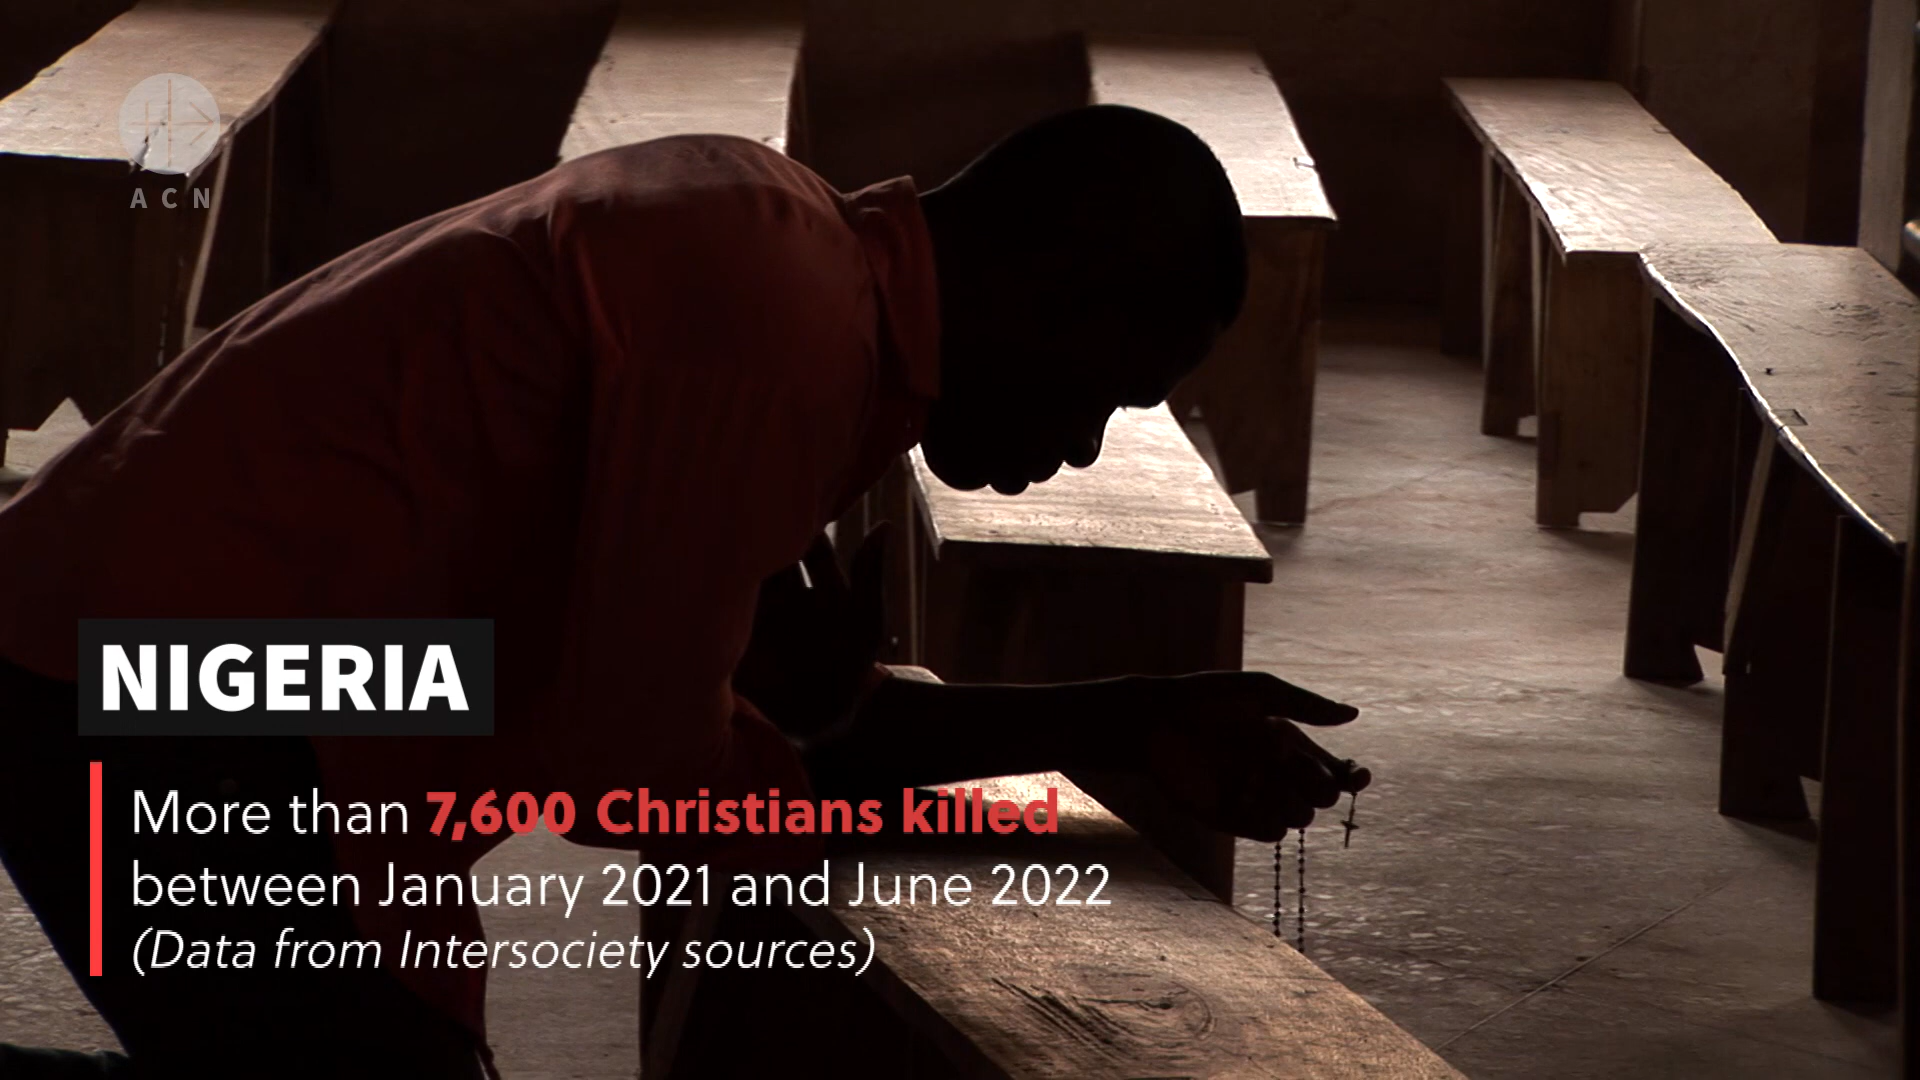 ACN
NIGERIA
More than 7,600 Christians killed
between January 2021 and June 2022
(Data from Intersociety sources)